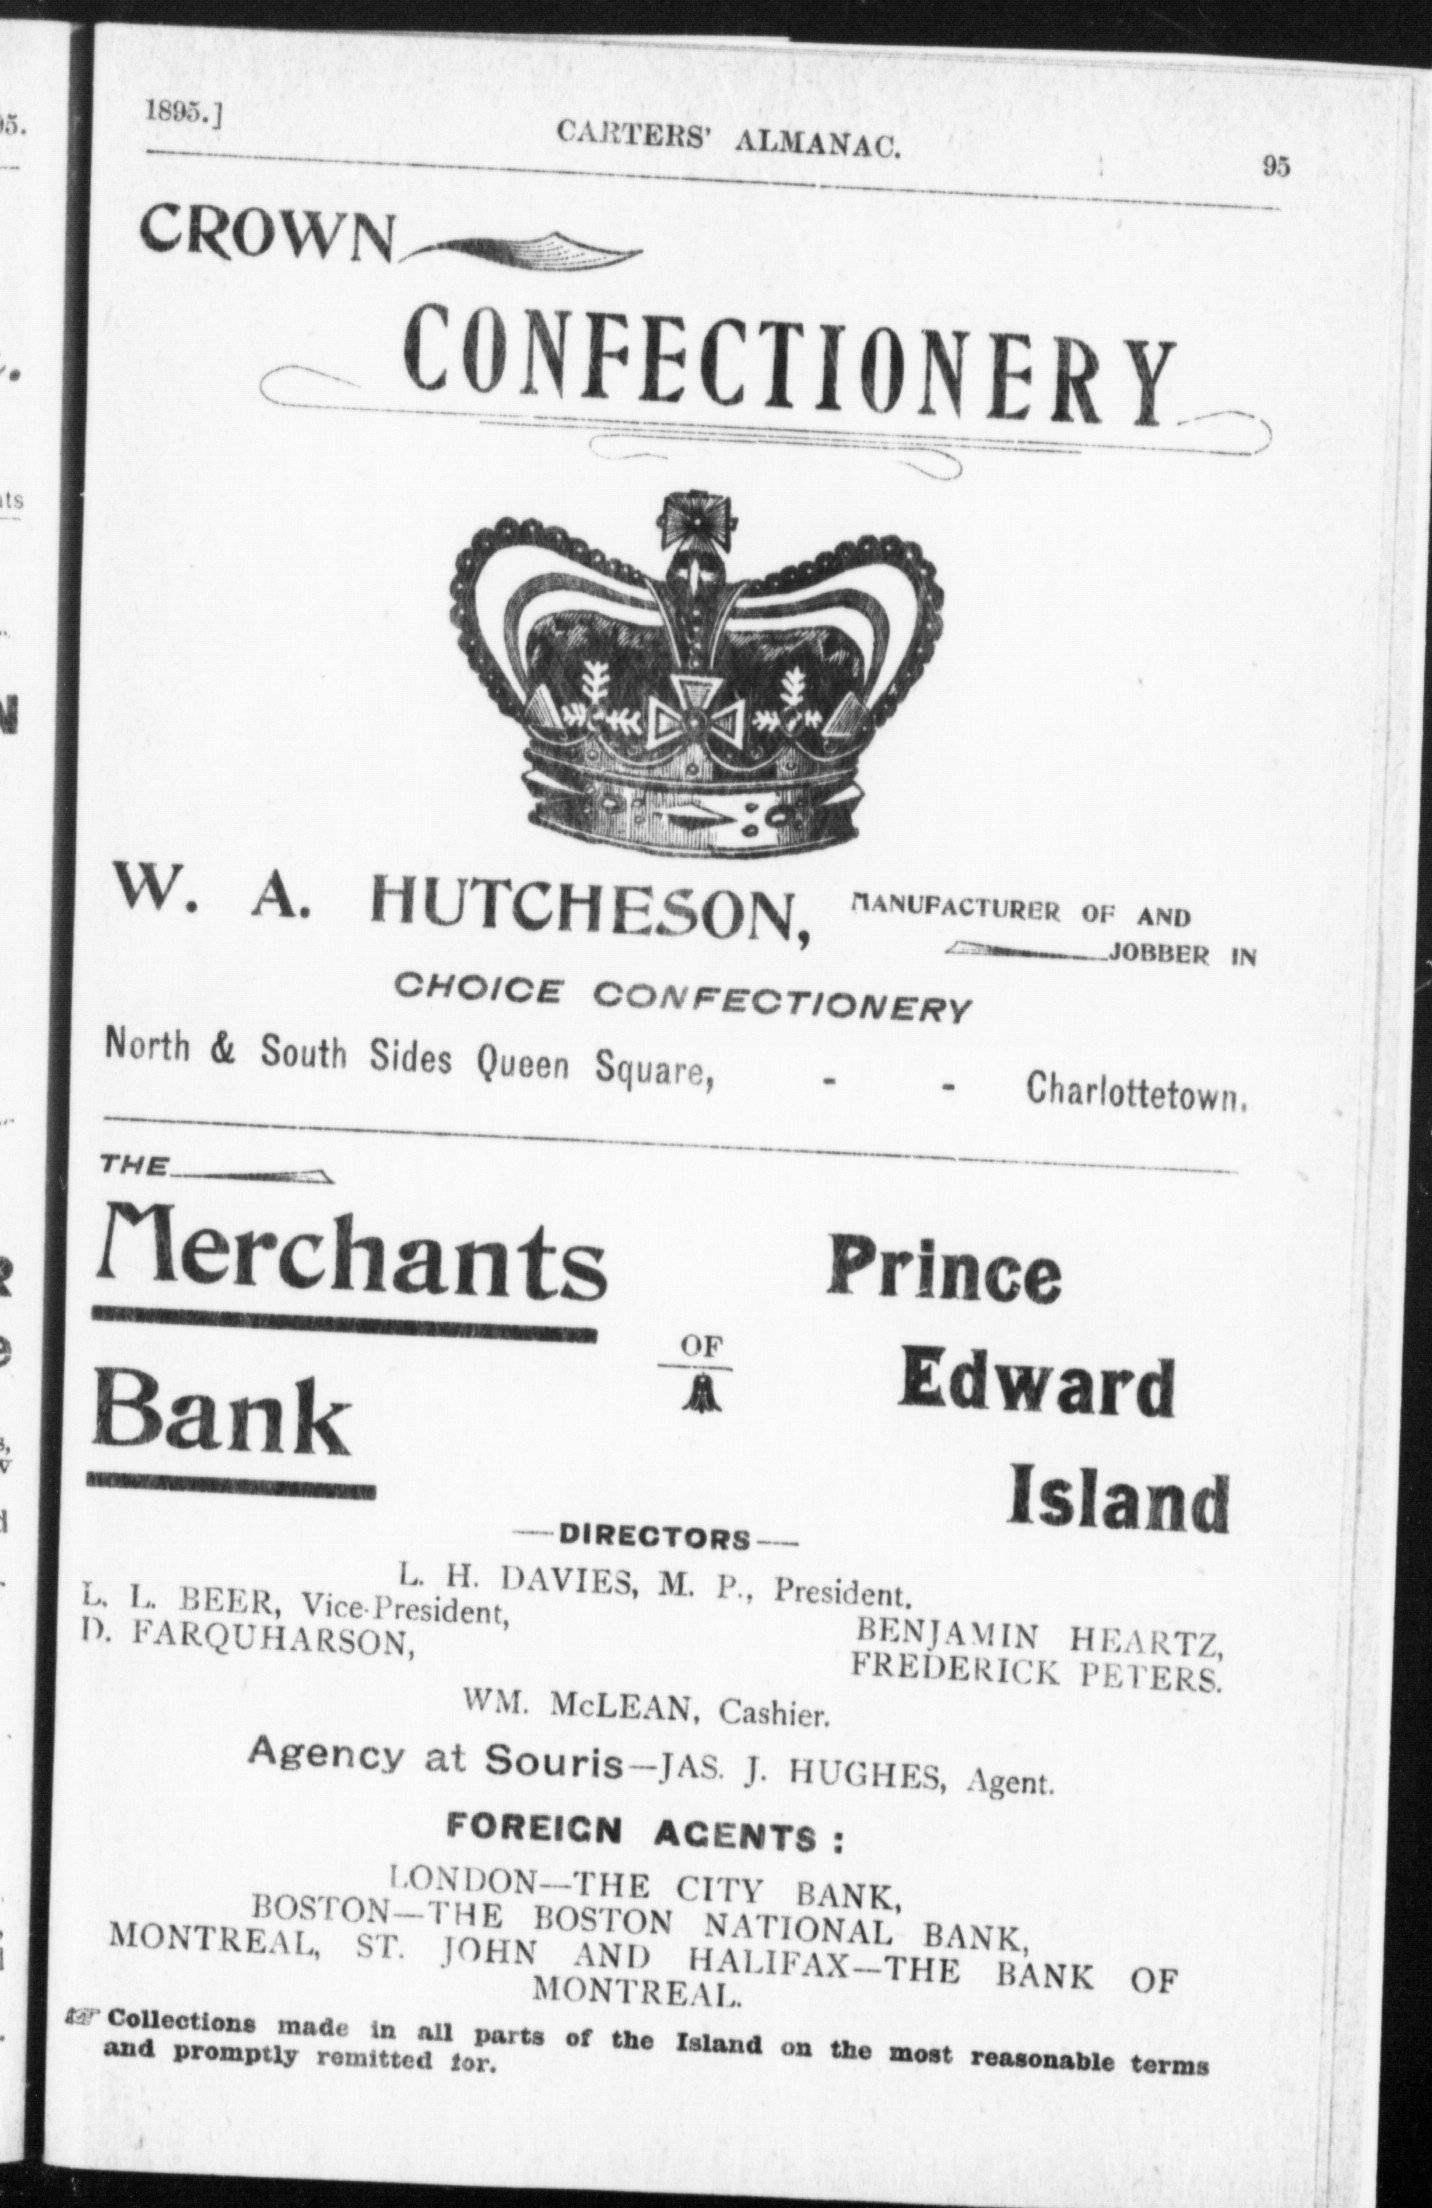 1895.]
CARTERS' ALMANAC.
95
CROWN
CONFECTIONERY
W. A. HUTCHESON, MANUFACTURER OF AND
JOBBER IN
CHOICE CONFECTIONERY
North & South Sides Queen Square, - - Charlottetown.
THE
Merchants
Bank
OF
Prince
Edward
Island
—DIRECTORS—
L. H. DAVIES, M. P., President.
L. L. BEER, Vice-President,
BENJAMIN HEARTZ,
D. FARQUHARSON,
FREDERICK PETERS.
WM. McLEAN, Cashier.
Agency at Souris—JAS. J. HUGHES, Agent.
FOREIGN AGENTS :
LONDON—THE CITY BANK,
BOSTON—THE BOSTON NATIONAL BANK,
MONTREAL, ST. JOHN AND HALIFAX—THE BANK OF
MONTREAL.
☞ Collections made in all parts of the Island on the most reasonable terms
and promptly remitted for.